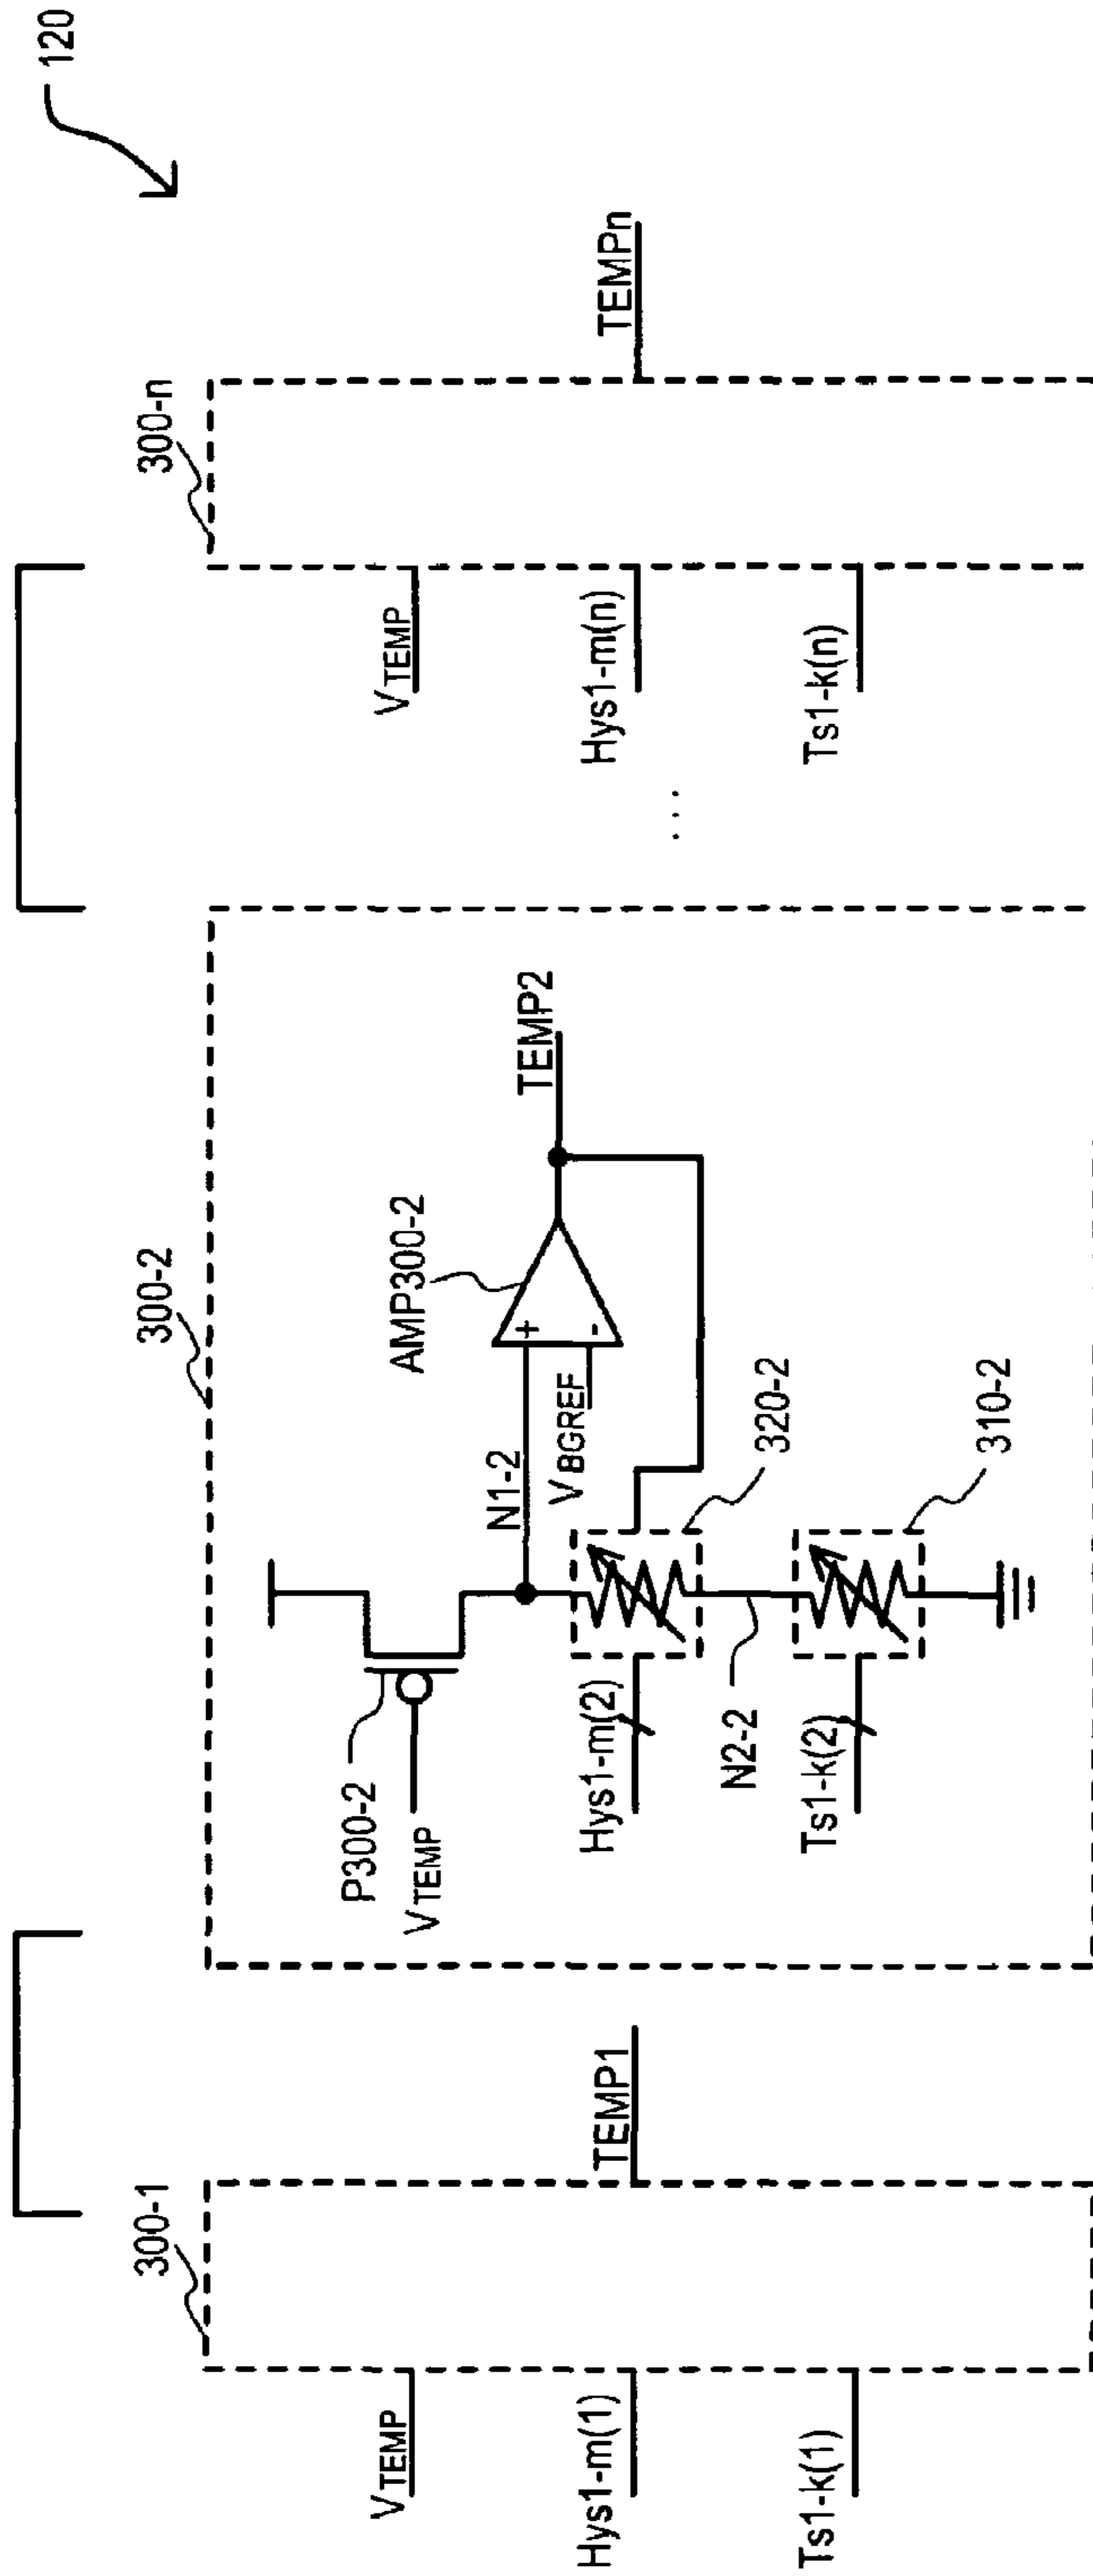 120
300-1
VTEMP
Hys1-m(1)
Ts1-k(1)
TEMP1
300-2
P300-2
VTEMP
Hys1-m(2)
N2-2
Ts1-k(2)
N1-2
VBGREF
+
-
AMP300-2
TEMP2
320-2
310-2
...
300-n
VTEMP
Hys1-m(n)
Ts1-k(n)
TEMPn